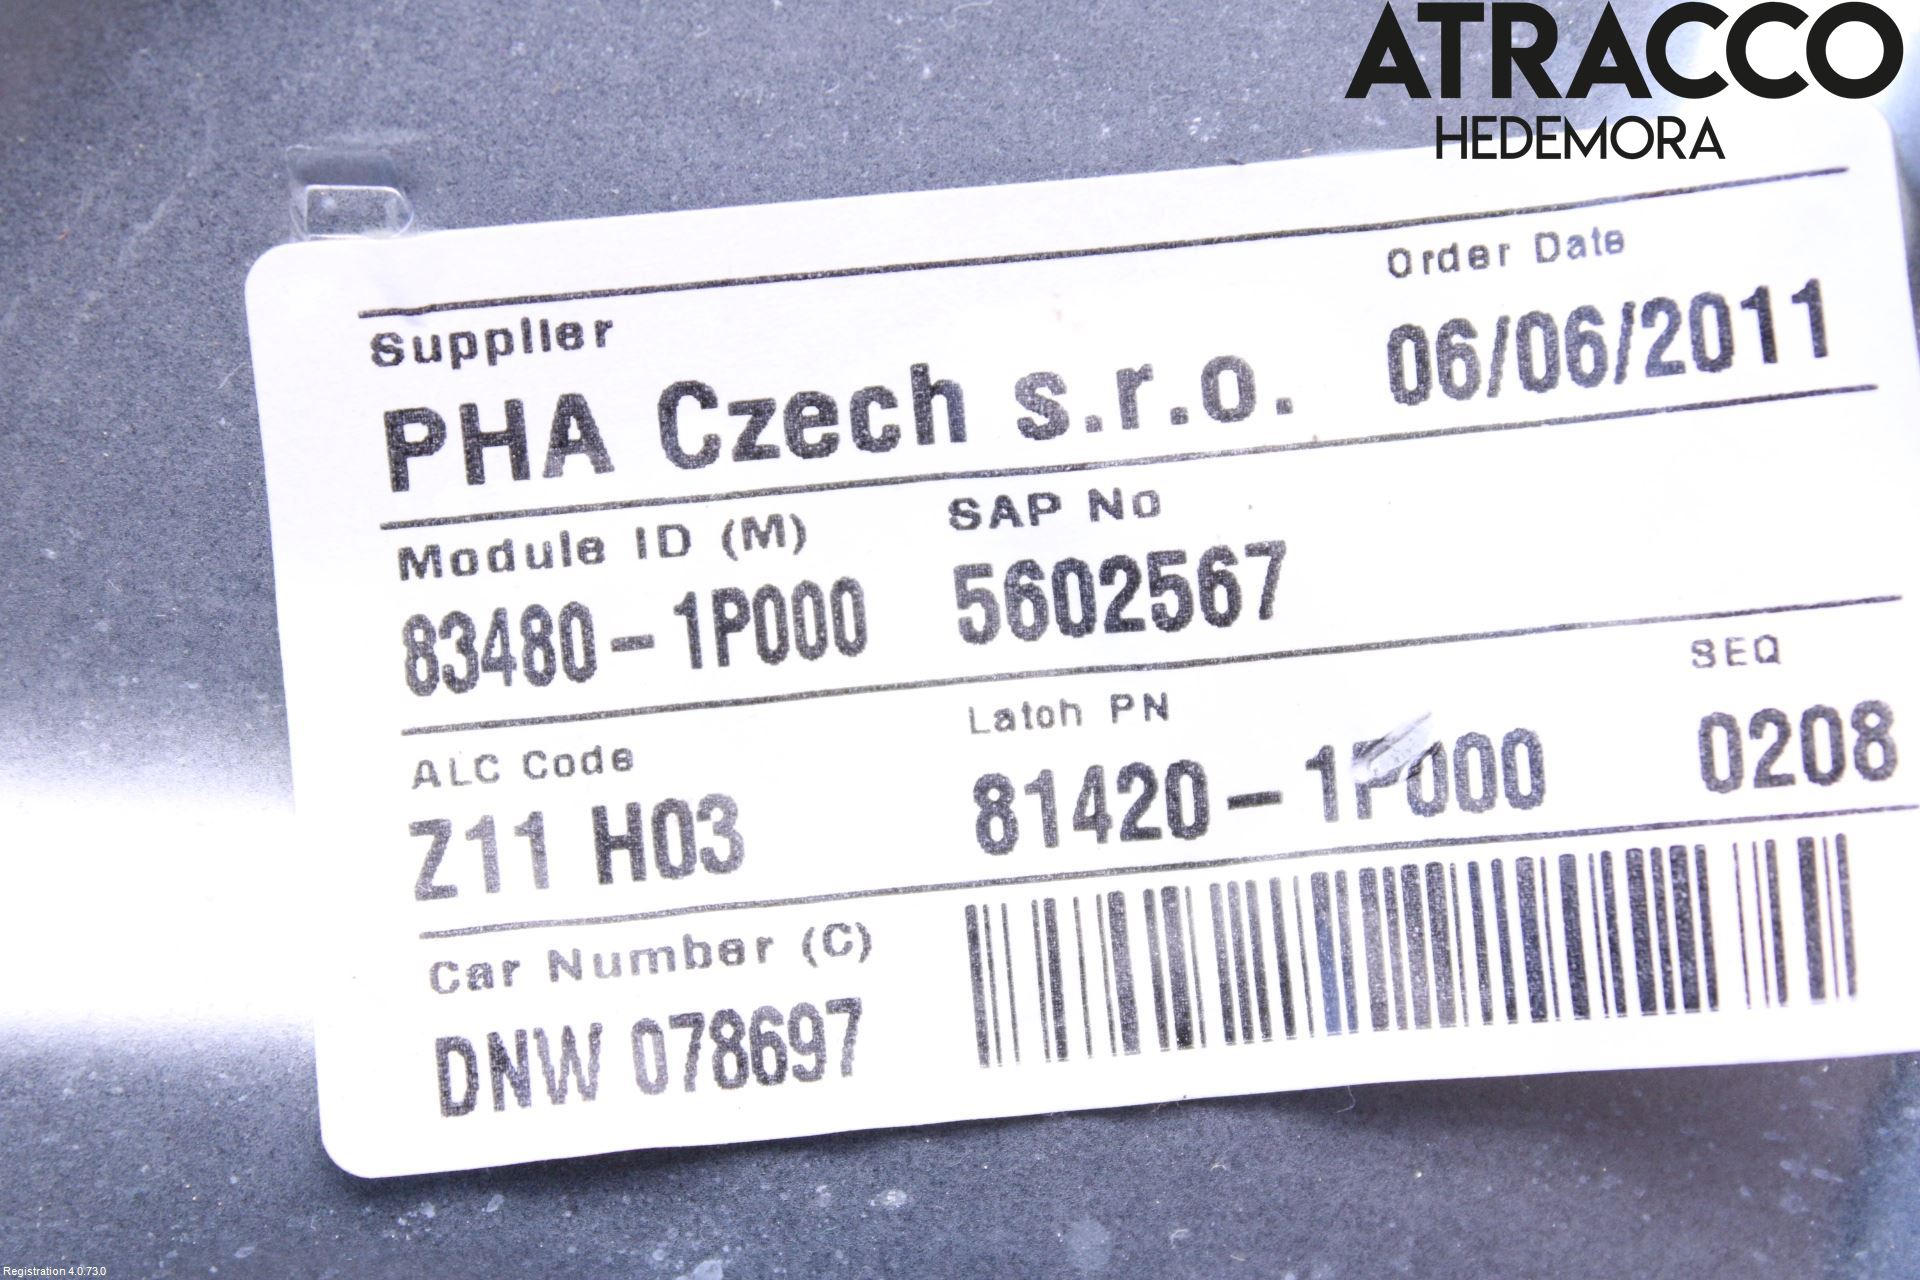 ATRACCO
HEDEMORA
Order Date
Supplier
06/06/2011
PHA Czech s.r.o.
Module ID (M) SAP No
83480-1P000 5602567
SEQ
ALC Code Latch PN
Z11 H03 81420-1P000 0208
Car Number (C)
DNW 078697
Registration 4.0.73.0